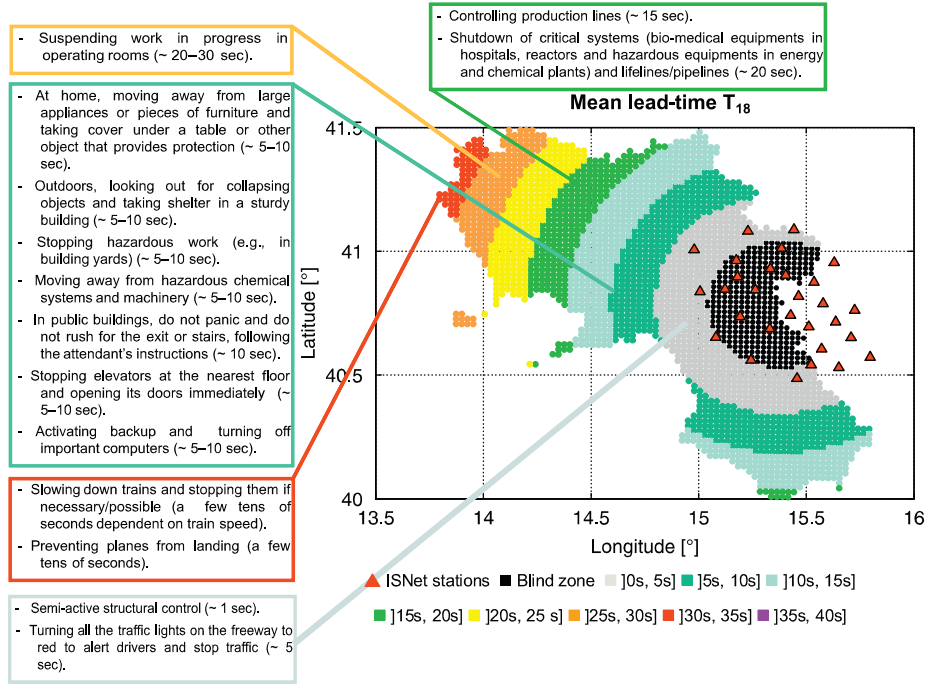 - Suspending work in progress in
operating rooms (~ 20–30 sec).
- Controlling production lines (~ 15 sec).
- Shutdown of critical systems (bio-medical equipments in
hospitals, reactors and hazardous equipments in energy
and chemical plants) and lifelines/pipelines (~ 20 sec).
- At home, moving away from large
appliances or pieces of furniture and
taking cover under a table or other
object that provides protection (~ 5–10
sec).
- Outdoors, looking out for collapsing
objects and taking shelter in a sturdy
building (~ 5–10 sec).
- Stopping hazardous work (e.g., in
building yards) (~ 5–10 sec).
- Moving away from hazardous chemical
systems and machinery (~ 5–10 sec).
- In public buildings, do not panic and do
not rush for the exit or stairs, following
the attendant's instructions (~ 10 sec).
- Stopping elevators at the nearest floor
and opening its doors immediately (~
5–10 sec).
- Activating backup and turning off
important computers (~ 5–10 sec).
- Slowing down trains and stopping them if
necessary/possible (a few tens of
seconds dependent on train speed).
- Preventing planes from landing (a few
tens of seconds).
- Semi-active structural control (~ 1 sec).
- Turning all the traffic lights on the freeway to
red to alert drivers and stop traffic (~ 5
sec).
Mean lead-time T18
41.5
41
40.5
40
Latitude [°]
13.5 14 14.5 15 15.5 16
Longitude [°]
ISNet stations Blind zone ]0s, 5s] ]5s, 10s] ]10s, 15s]
]15s, 20s] ]20s, 25 s] ]25s, 30s] ]30s, 35s] ]35s, 40s]